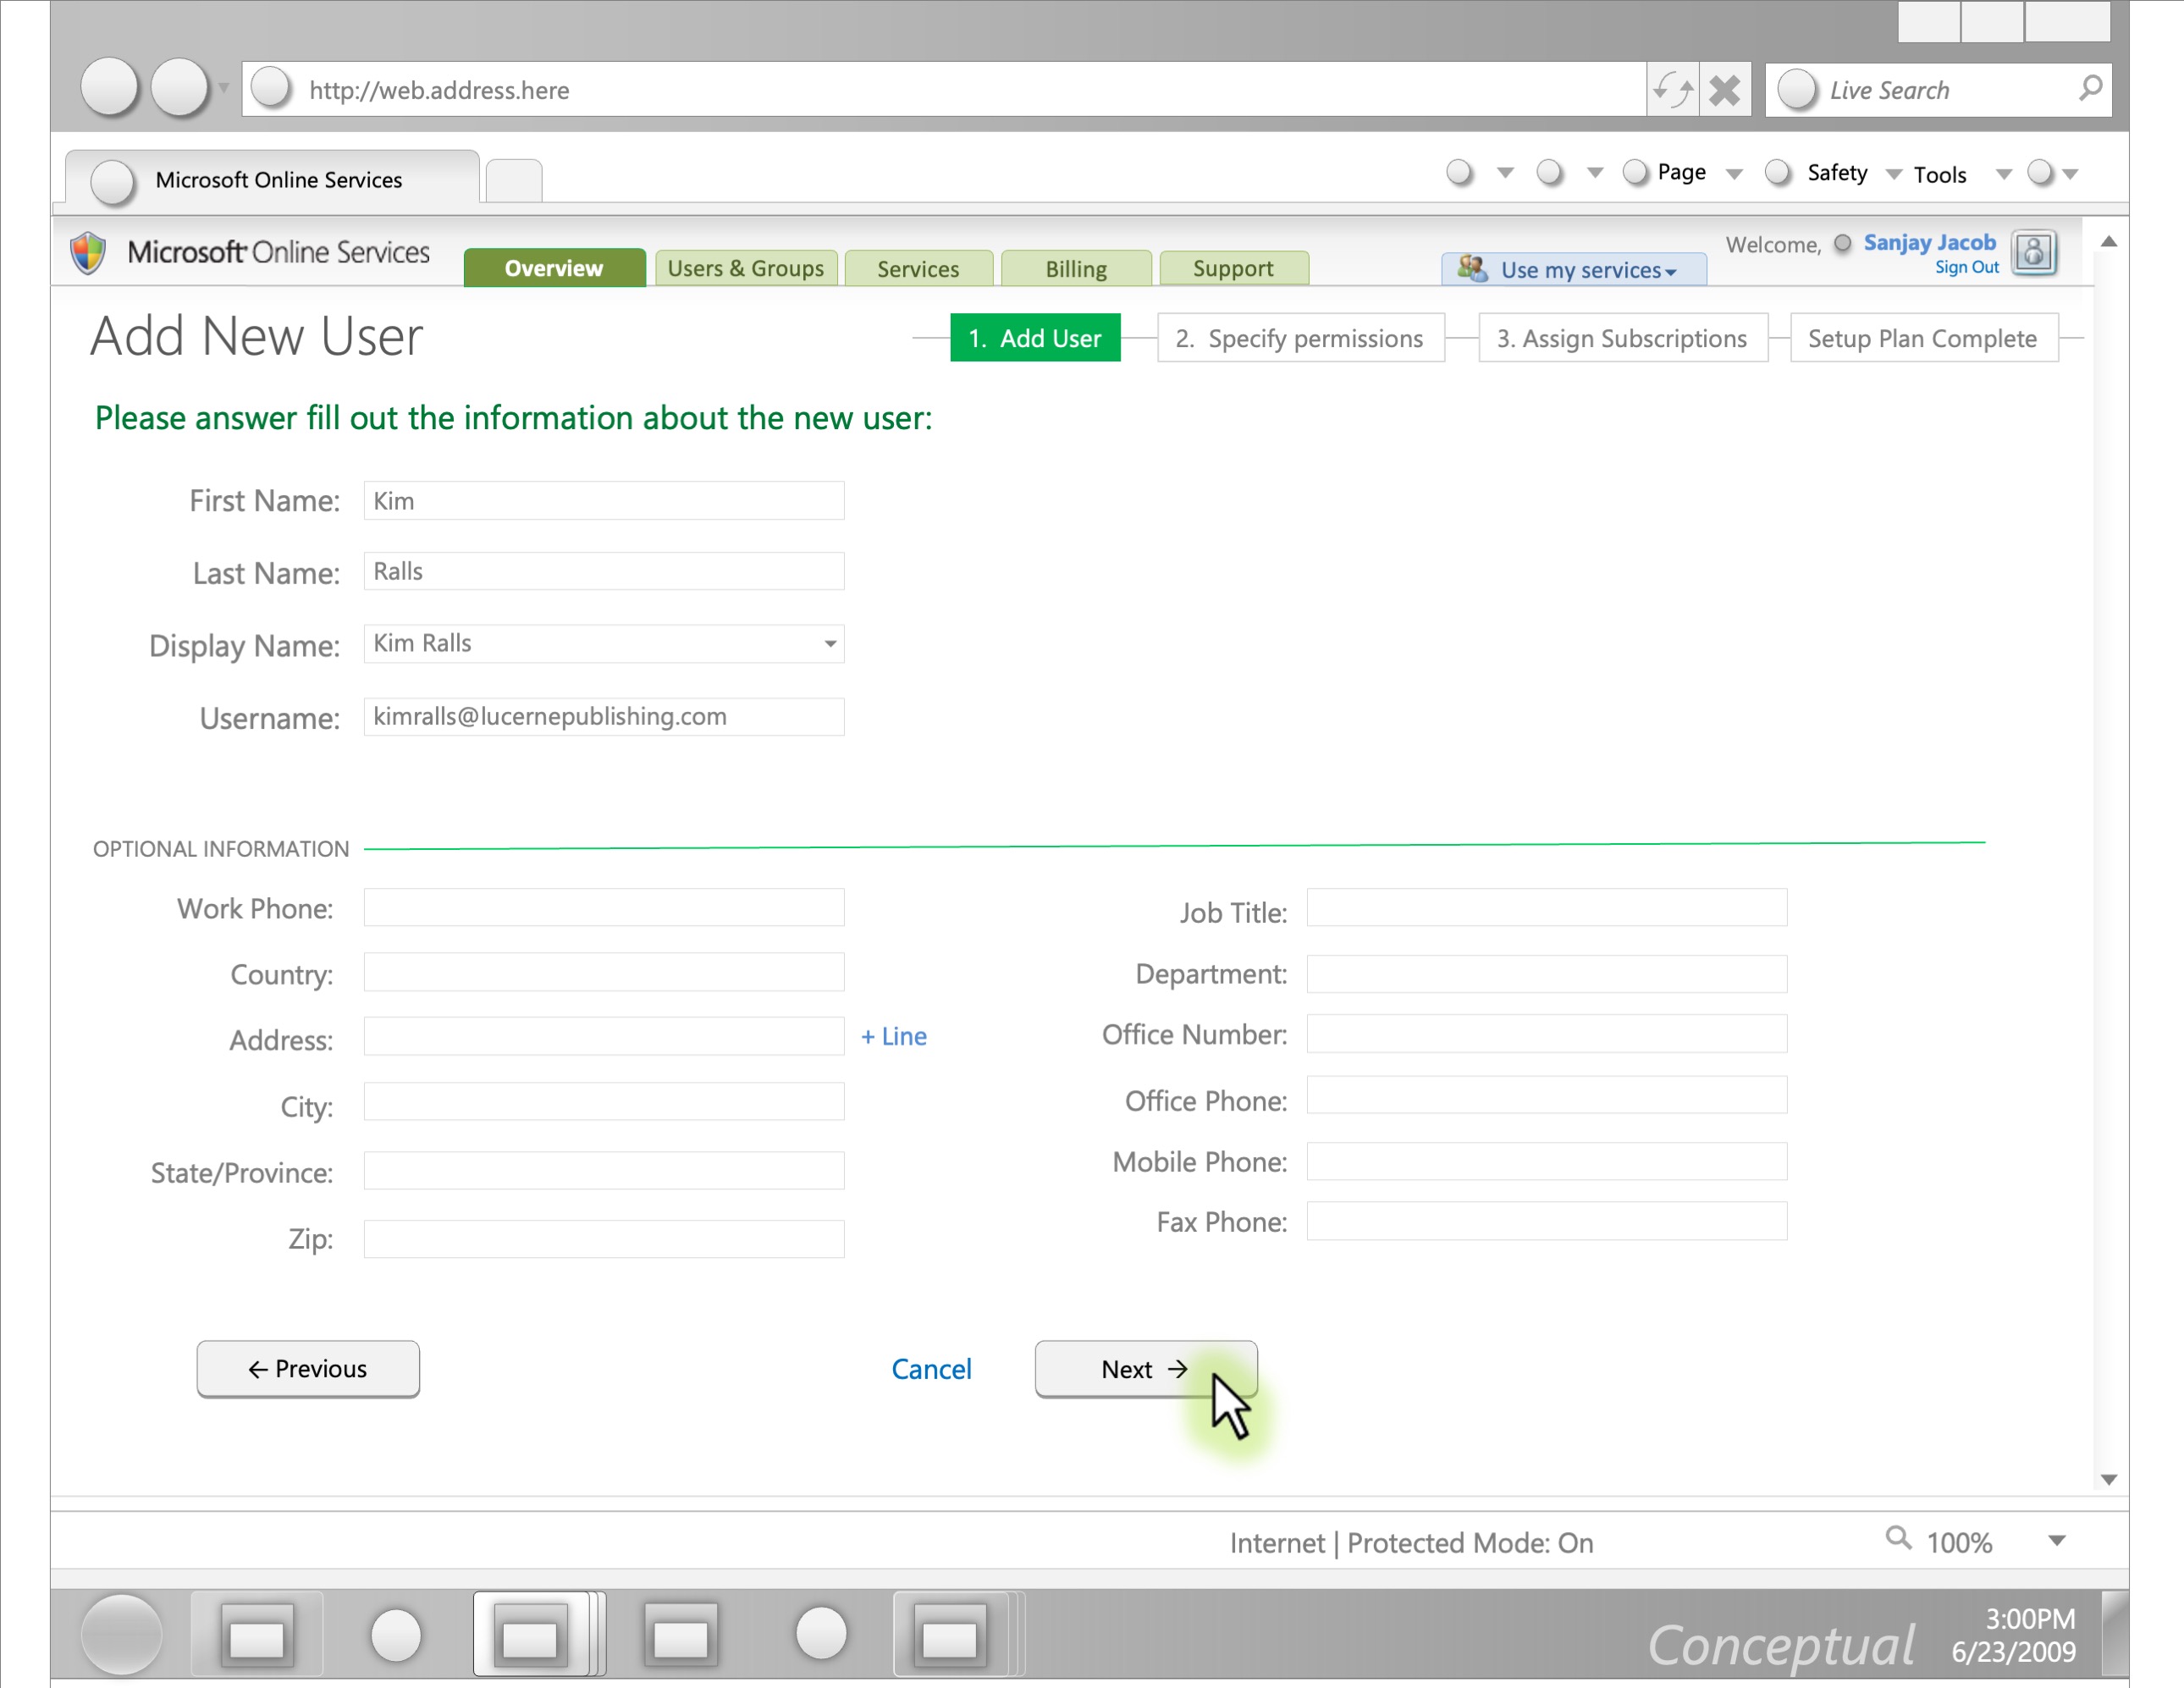 http://web.address.here
Live Search
Microsoft Online Services
Page
Safety
Tools
Microsoft Online Services
Overview
Users & Groups
Services
Billing
Support
Use my services
Welcome, Sanjay Jacob
Sign Out
Add New User
1. Add User
2. Specify permissions
3. Assign Subscriptions
Setup Plan Complete
Please answer fill out the information about the new user:
First Name: Kim
Last Name: Ralls
Display Name: Kim Ralls
Username: kimralls@lucernepublishing.com
OPTIONAL INFORMATION
Work Phone:
Country:
Address: + Line
City:
State/Province:
Zip:
Job Title:
Department:
Office Number:
Office Phone:
Mobile Phone:
Fax Phone:
← Previous
Cancel
Next →
Internet | Protected Mode: On
100%
Conceptual
3:00PM
6/23/2009